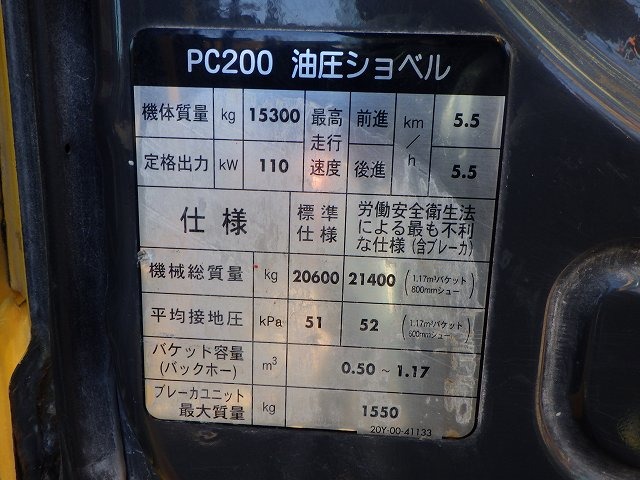 PC200 油圧ショベル
機体質量 kg 15300 最高走行速度 前進 km/h 5.5
定格出力 kW 110 後進 5.5
仕様 標準仕様 労働安全衛生法による最も不利な仕様(含ブレーカ)
機械総質量 kg 20600 21400 (1.17m³バケット 800mmシュー)
平均接地圧 kPa 51 52 (1.17m³バケット 600mmシュー)
バケット容量(バックホー) m³ 0.50~1.17
ブレーカユニット最大質量 kg 1550
20Y-00-41133